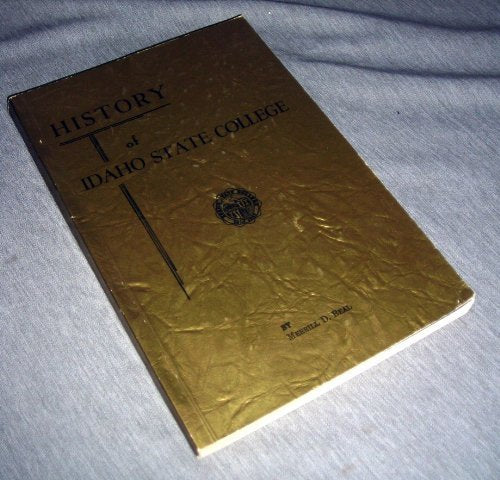 HISTORY
of
IDAHO STATE COLLEGE
BY
MERRILL D. BEAL